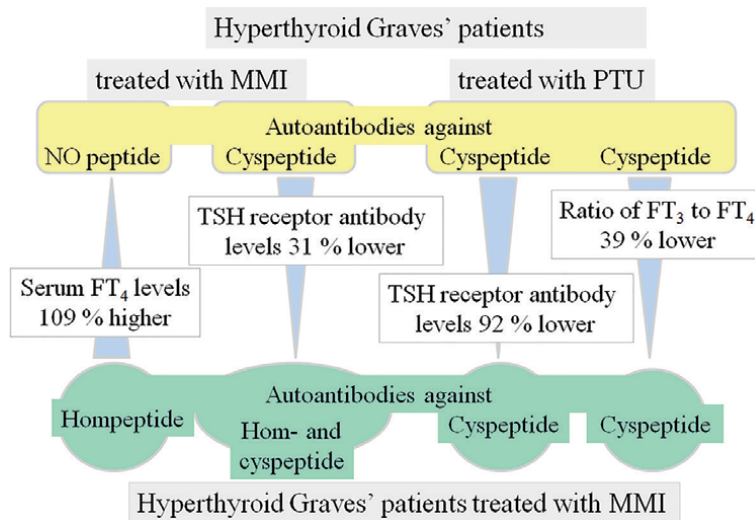 Hyperthyroid Graves’ patients
treated with MMI
treated with PTU
Autoantibodies against
NO peptide
Cyspeptide
Cyspeptide
Cyspeptide
TSH receptor antibody
levels 31 % lower
Ratio of FT3 to FT4
39 % lower
Serum FT4 levels
109 % higher
TSH receptor antibody
levels 92 % lower
Autoantibodies against
Hompeptide
Hom- and
cyspeptide
Cyspeptide
Cyspeptide
Hyperthyroid Graves’ patients treated with MMI